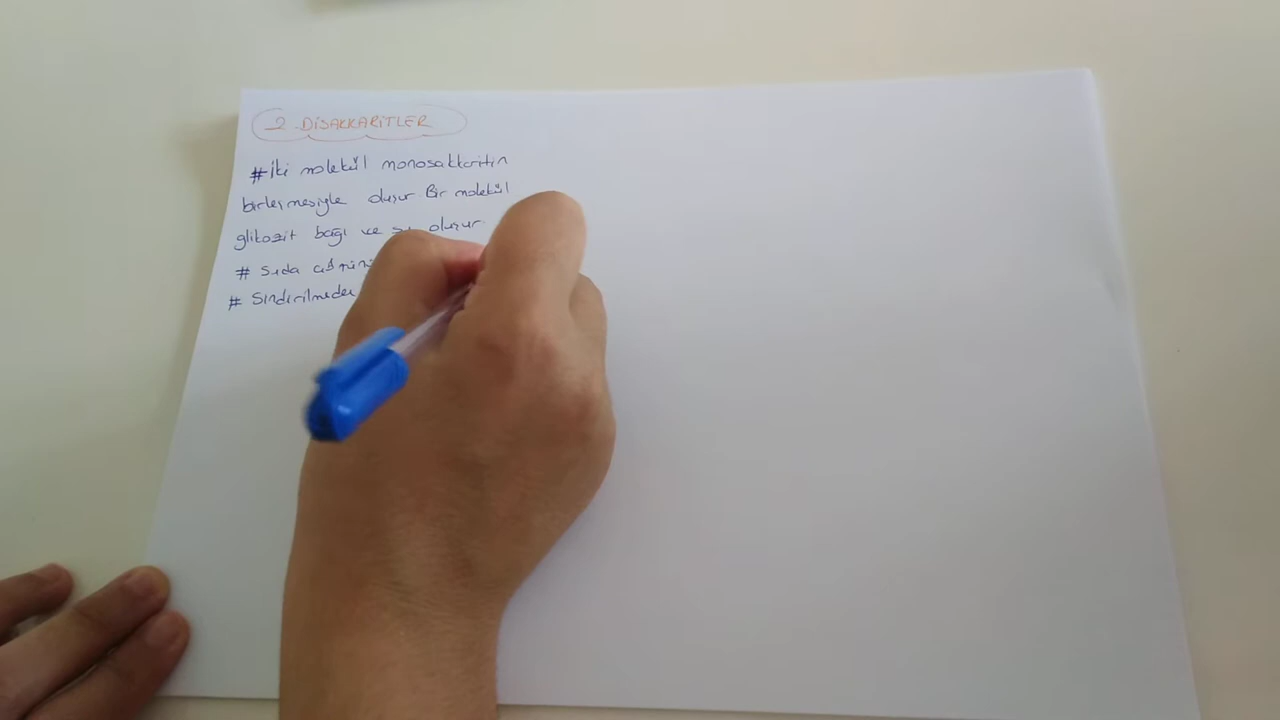 2. DİSAKKARİTLER
#İki molekül monosakkaritin
birleşmesiyle oluşur Bir molekül
glikozit bağı ve su oluşur.
# Suda
# Sindirilmeden